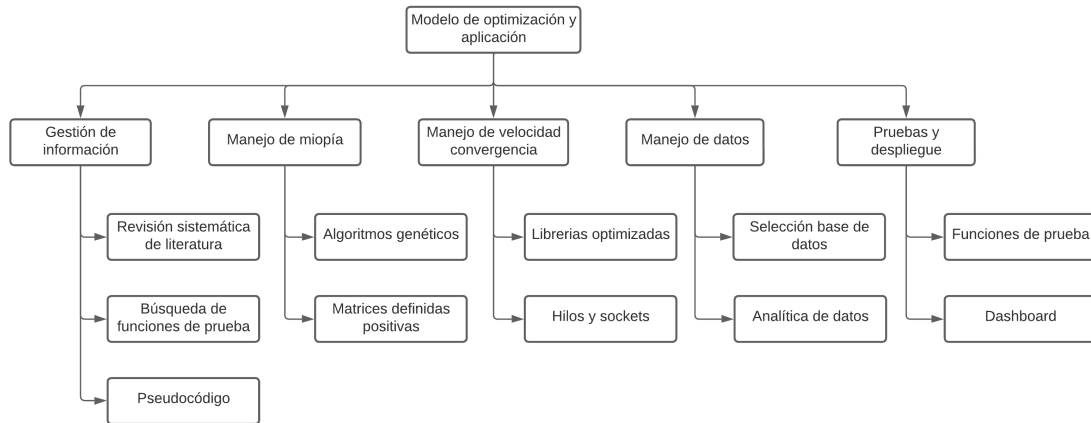 Modelo de optimización y
aplicación
Gestión de
información
Manejo de miopía
Manejo de velocidad
convergencia
Manejo de datos
Pruebas y
despliegue
Revisión sistemática
de literatura
Algoritmos genéticos
Librerias optimizadas
Selección base de
datos
Funciones de prueba
Búsqueda de
funciones de prueba
Matrices definidas
positivas
Hilos y sockets
Analítica de datos
Dashboard
Pseudocódigo